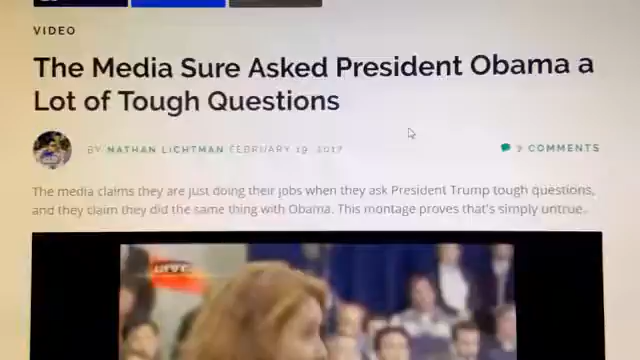 VIDEO
The Media Sure Asked President Obama a
Lot of Tough Questions
BY NATHAN LICHTMAN FEBRUARY 19, 2017
7 COMMENTS
The media claims they are just doing their jobs when they ask President Trump tough questions,
and they claim they did the same thing with Obama. This montage proves that's simply untrue.
LIVE